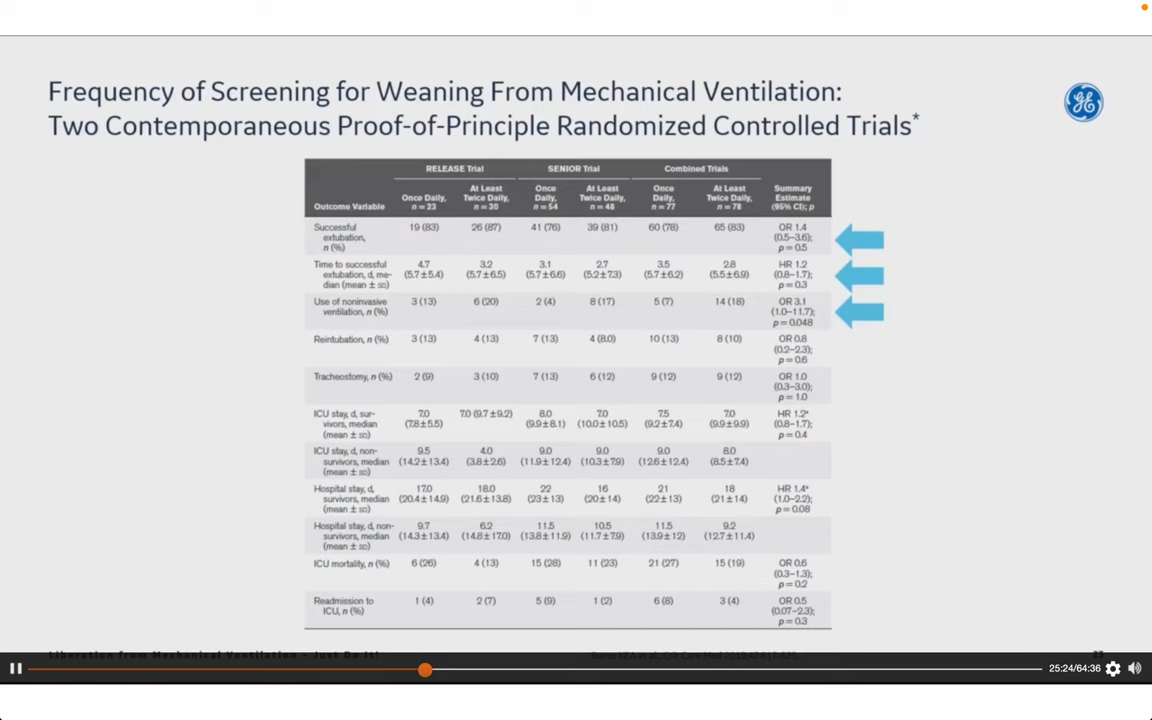 Frequency of Screening for Weaning From Mechanical Ventilation:
Two Contemporaneous Proof-of-Principle Randomized Controlled Trials*
RELEASE Trial SENIOR Trial Combined Trials
Outcome Variable Once Daily, n = 23 At Least Twice Daily, n = 30 Once Daily, n = 54 At Least Twice Daily, n = 48 Once Daily, n = 77 At Least Twice Daily, n = 78 Summary Estimate (95% CI); p
Successful extubation, n (%) 19 (83) 26 (87) 41 (76) 39 (81) 60 (78) 65 (83) OR 1.4 (0.5–3.6); p = 0.5
Time to successful extubation, d, median (mean ± SD) 4.7 (5.7±5.4) 3.2 (5.7±6.5) 3.1 (5.7±6.6) 2.7 (5.2±7.3) 3.5 (5.7±6.2) 2.8 (5.5±6.9) HR 1.2 (0.8–1.7); p = 0.3
Use of noninvasive ventilation, n (%) 3 (13) 6 (20) 2 (4) 8 (17) 5 (7) 14 (18) OR 3.1 (1.0–11.7); p = 0.048
Reintubation, n (%) 3 (13) 4 (13) 7 (13) 4 (8.0) 10 (13) 8 (10) OR 0.8 (0.2–2.3); p = 0.6
Tracheostomy, n (%) 2 (9) 3 (10) 7 (13) 6 (12) 9 (12) 9 (12) OR 1.0 (0.3–3.0); p = 1.0
ICU stay, d, survivors, median (mean ± SD) 7.0 (7.8±5.5) 7.0 (9.7±9.2) 8.0 (9.9±8.1) 7.0 (10.0±10.5) 7.5 (9.2±7.4) 7.0 (9.9±9.9) HR 1.2ª (0.8–1.7); p = 0.4
ICU stay, d, non-survivors, median (mean ± SD) 9.5 (14.2±13.4) 4.0 (3.8±2.6) 9.0 (11.9±12.4) 9.0 (10.3±7.9) 9.0 (12.6±12.4) 8.0 (8.5±7.4)
Hospital stay, d, survivors, median (mean ± SD) 17.0 (20.4±14.9) 18.0 (21.6±13.8) 22 (23±13) 16 (20±14) 21 (22±13) 18 (21±14) HR 1.4ª (1.0–2.2); p = 0.08
Hospital stay, d, non-survivors, median (mean ± SD) 9.7 (14.3±13.4) 6.2 (14.8±17.0) 11.5 (13.8±11.9) 10.5 (11.7±7.9) 11.5 (13.9±12) 9.2 (12.7±11.4)
ICU mortality, n (%) 6 (26) 4 (13) 15 (28) 11 (23) 21 (27) 15 (19) OR 0.6 (0.3–1.3); p = 0.2
Readmission to ICU, n (%) 1 (4) 2 (7) 5 (9) 1 (2) 6 (8) 3 (4) OR 0.5 (0.07–2.3); p = 0.3
Liberation from Mechanical Ventilation - Just Do It!
25:24/64:36